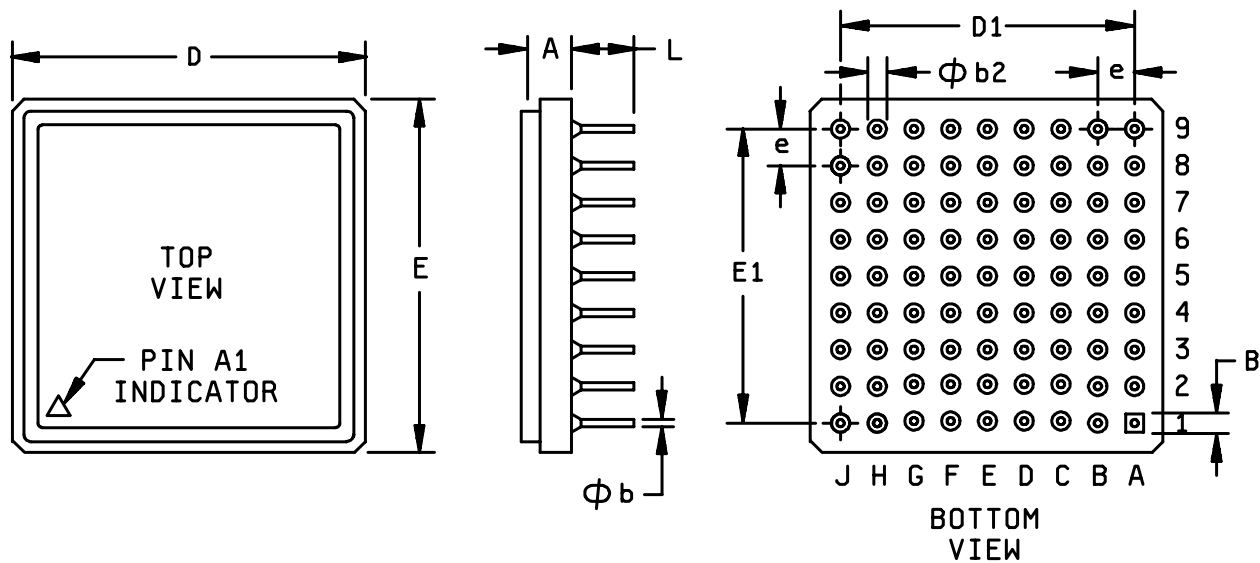 D
A
L
D1
Φ b2
e
e
E
E1
TOP
VIEW
PIN A1
INDICATOR
9
8
7
6
5
4
3
2
1
B
Φ b
J H G F E D C B A
BOTTOM
VIEW